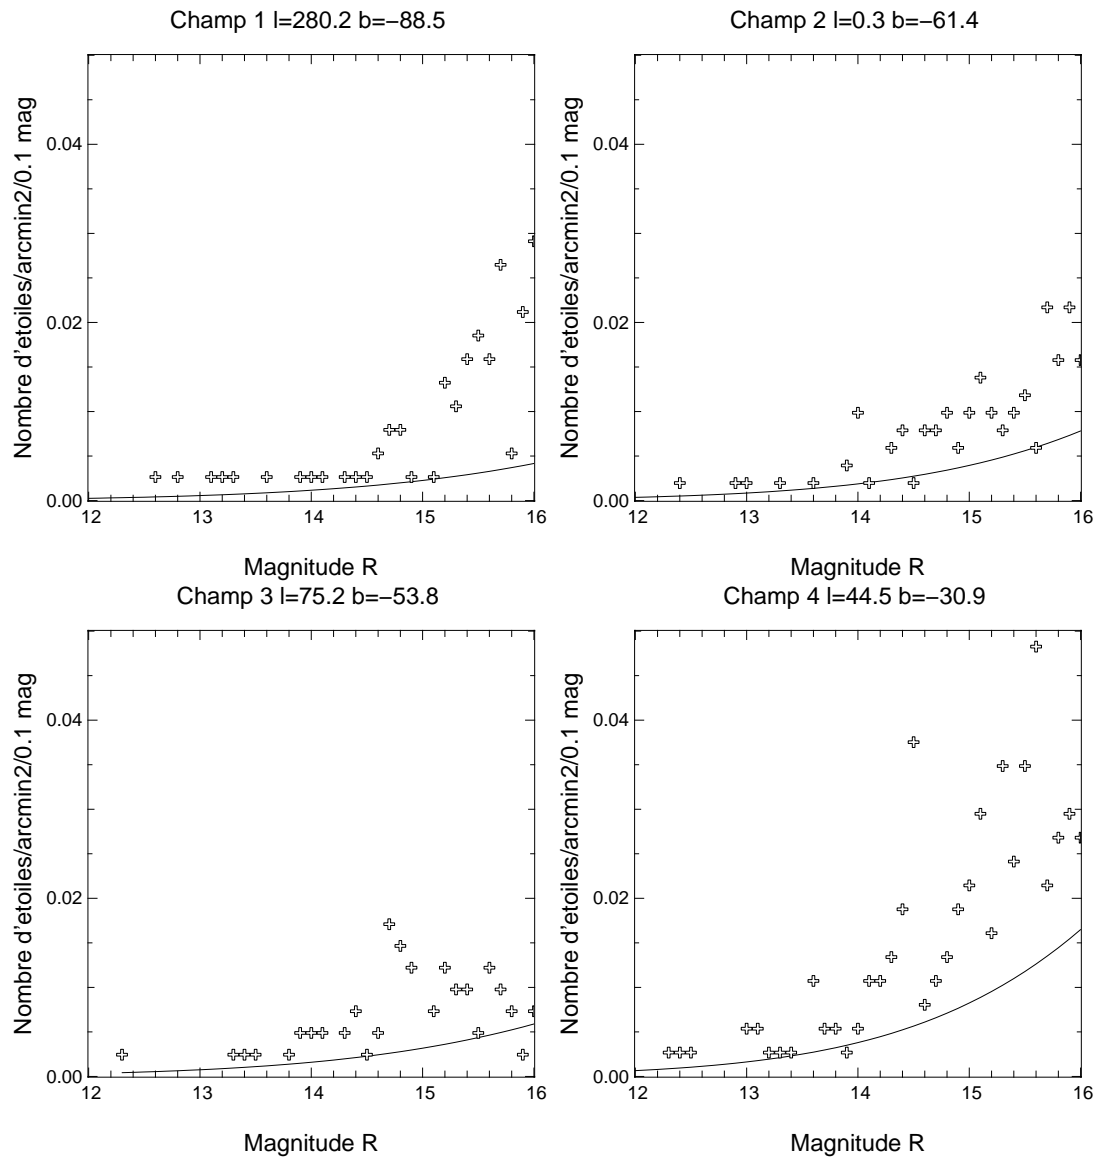 Champ 1 l=280.2 b=−88.5
Nombre d'etoiles/arcmin2/0.1 mag
0.04
0.02
0.00
12 13 14 15 16
Magnitude R
Champ 2 l=0.3 b=−61.4
Nombre d'etoiles/arcmin2/0.1 mag
0.04
0.02
0.00
12 13 14 15 16
Magnitude R
Champ 3 l=75.2 b=−53.8
Nombre d'etoiles/arcmin2/0.1 mag
0.04
0.02
0.00
12 13 14 15 16
Magnitude R
Champ 4 l=44.5 b=−30.9
Nombre d'etoiles/arcmin2/0.1 mag
0.04
0.02
0.00
12 13 14 15 16
Magnitude R